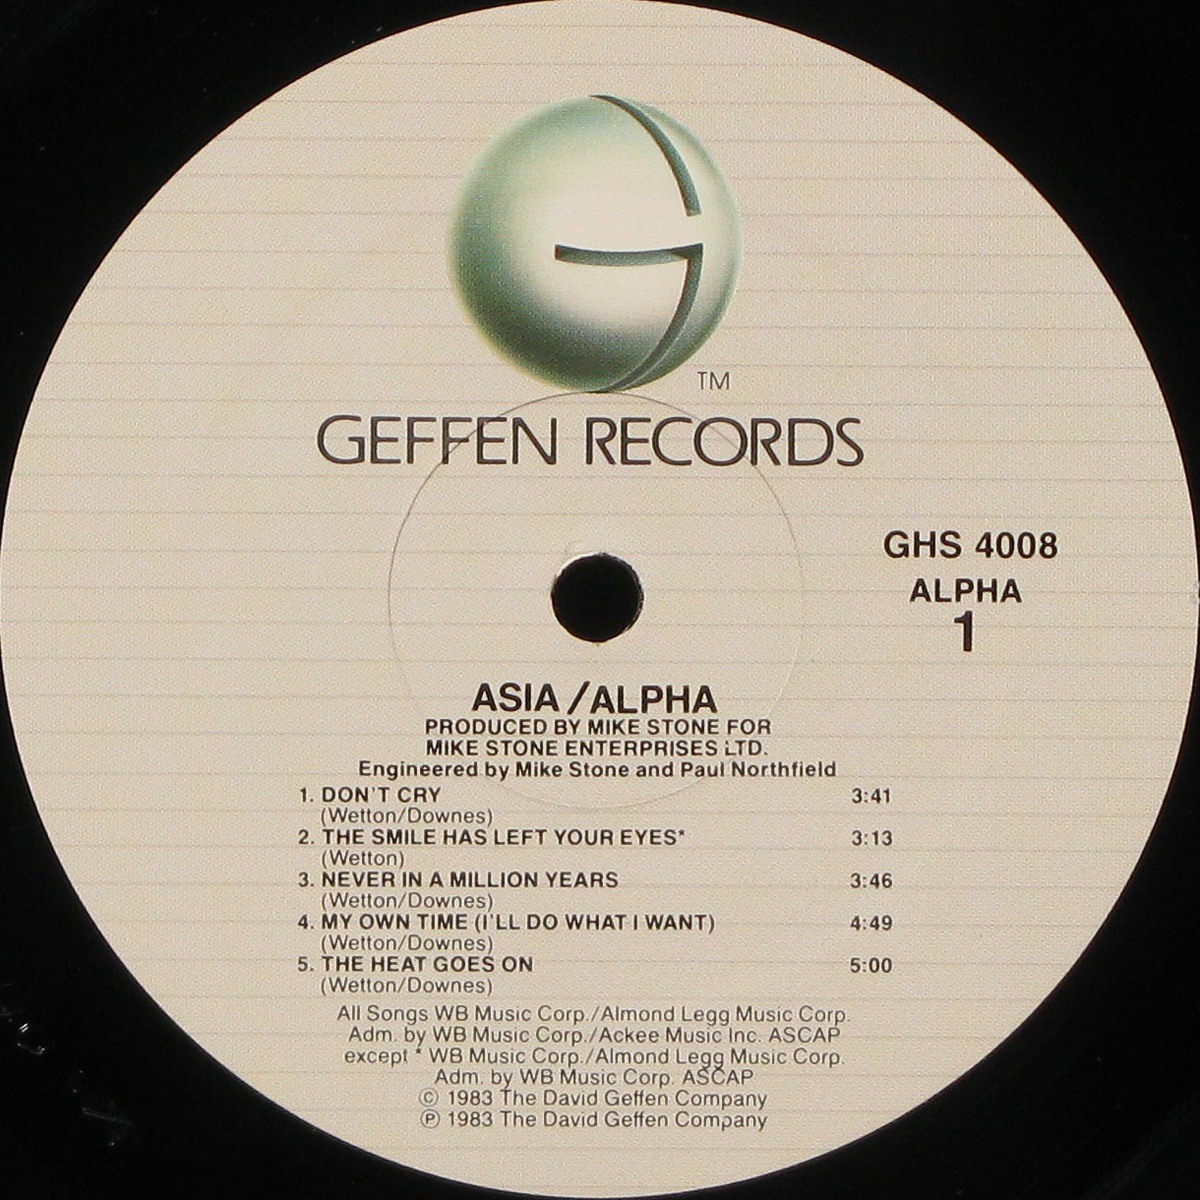 TM
GEFFEN RECORDS
GHS 4008
ALPHA
1
ASIA/ALPHA
PRODUCED BY MIKE STONE FOR
MIKE STONE ENTERPRISES LTD.
Engineered by Mike Stone and Paul Northfield
1. DON'T CRY 3:41
(Wetton/Downes)
2. THE SMILE HAS LEFT YOUR EYES* 3:13
(Wetton)
3. NEVER IN A MILLION YEARS 3:46
(Wetton/Downes)
4. MY OWN TIME (I'LL DO WHAT I WANT) 4:49
(Wetton/Downes)
5. THE HEAT GOES ON 5:00
(Wetton/Downes)
All Songs WB Music Corp./Almond Legg Music Corp.
Adm. by WB Music Corp./Ackee Music Inc. ASCAP
except * WB Music Corp./Almond Legg Music Corp.
Adm. by WB Music Corp. ASCAP
© 1983 The David Geffen Company
℗ 1983 The David Geffen Company